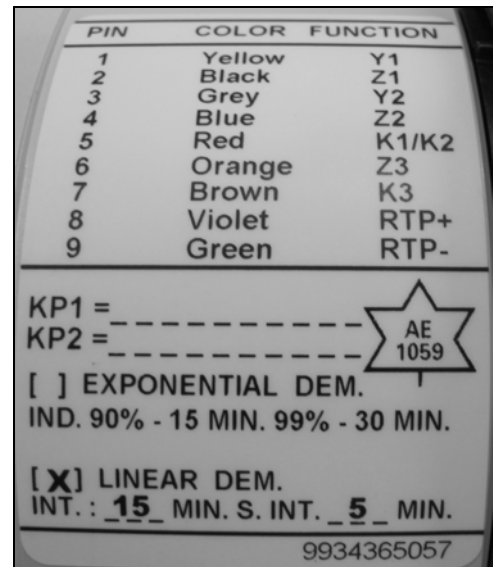 PIN COLOR FUNCTION
1 Yellow Y1
2 Black Z1
3 Grey Y2
4 Blue Z2
5 Red K1/K2
6 Orange Z3
7 Brown K3
8 Violet RTP+
9 Green RTP-
KP1 =_ _ _ _ _ _ _ _ _ _ _
KP2 =_ _ _ _ _ _ _ _ _ _ _
AE
1059
[ ] EXPONENTIAL DEM.
IND. 90% - 15 MIN. 99% - 30 MIN.
[X] LINEAR DEM.
INT. : _15_ MIN. S. INT. _5_ MIN.
9934365057